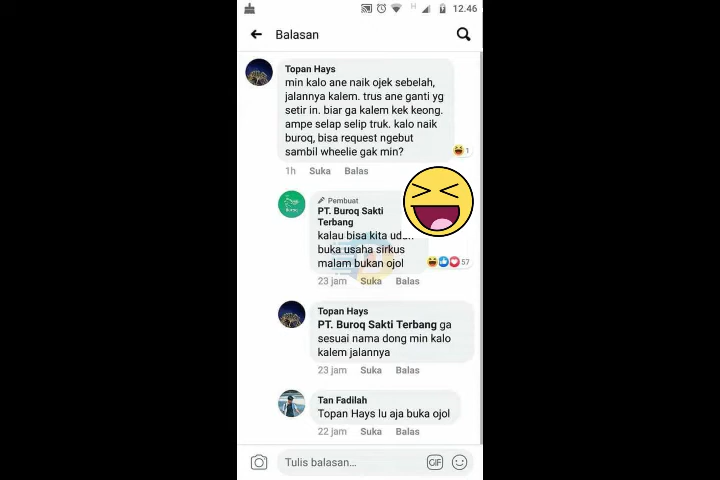 H 12.46
Balasan
Topan Hays
min kalo ane naik ojek sebelah,
jalannya kalem. trus ane ganti yg
setir in. biar ga kalem kek keong.
ampe selap selip truk. kalo naik
buroq, bisa request ngebut
sambil wheelie gak min?
1
1h Suka Balas
Pembuat
PT. Buroq Sakti
Terbang
kalau bisa kita
buka usaha sirkus
malam bukan ojol
57
23 jam Suka Balas
Topan Hays
PT. Buroq Sakti Terbang ga
sesuai nama dong min kalo
kalem jalannya
23 jam Suka Balas
Tan Fadilah
Topan Hays lu aja buka ojol
22 jam Suka Balas
Tulis balasan...
GIF